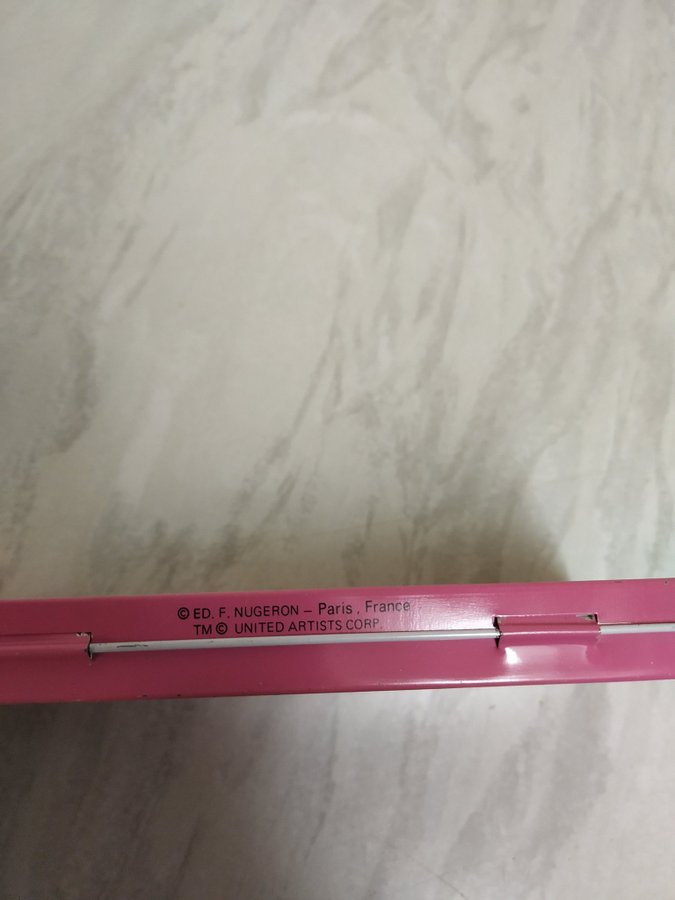 © ED. F. NUGERON – Paris, France
TM © UNITED ARTISTS CORP.